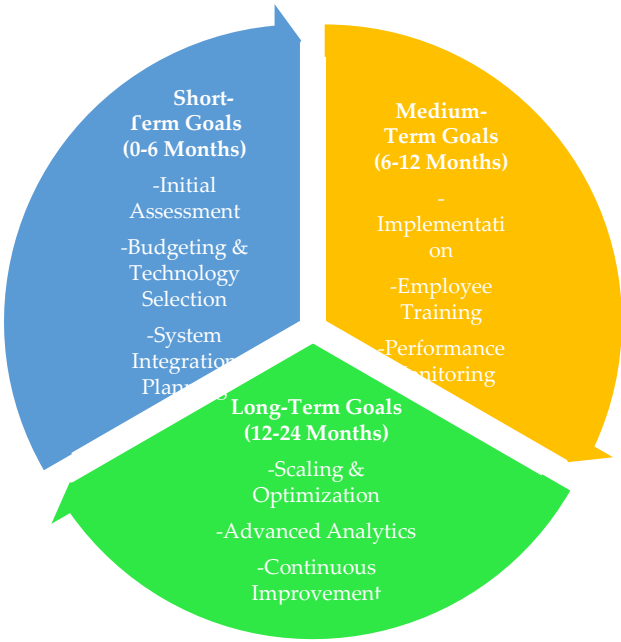 Short-
Term Goals
(0-6 Months)
-Initial
Assessment
-Budgeting &
Technology
Selection
-System
Integration
Planning
Medium-
Term Goals
(6-12 Months)
-
Implementati
on
-Employee
Training
-Performance
Monitoring
Long-Term Goals
(12-24 Months)
-Scaling &
Optimization
-Advanced Analytics
-Continuous
Improvement